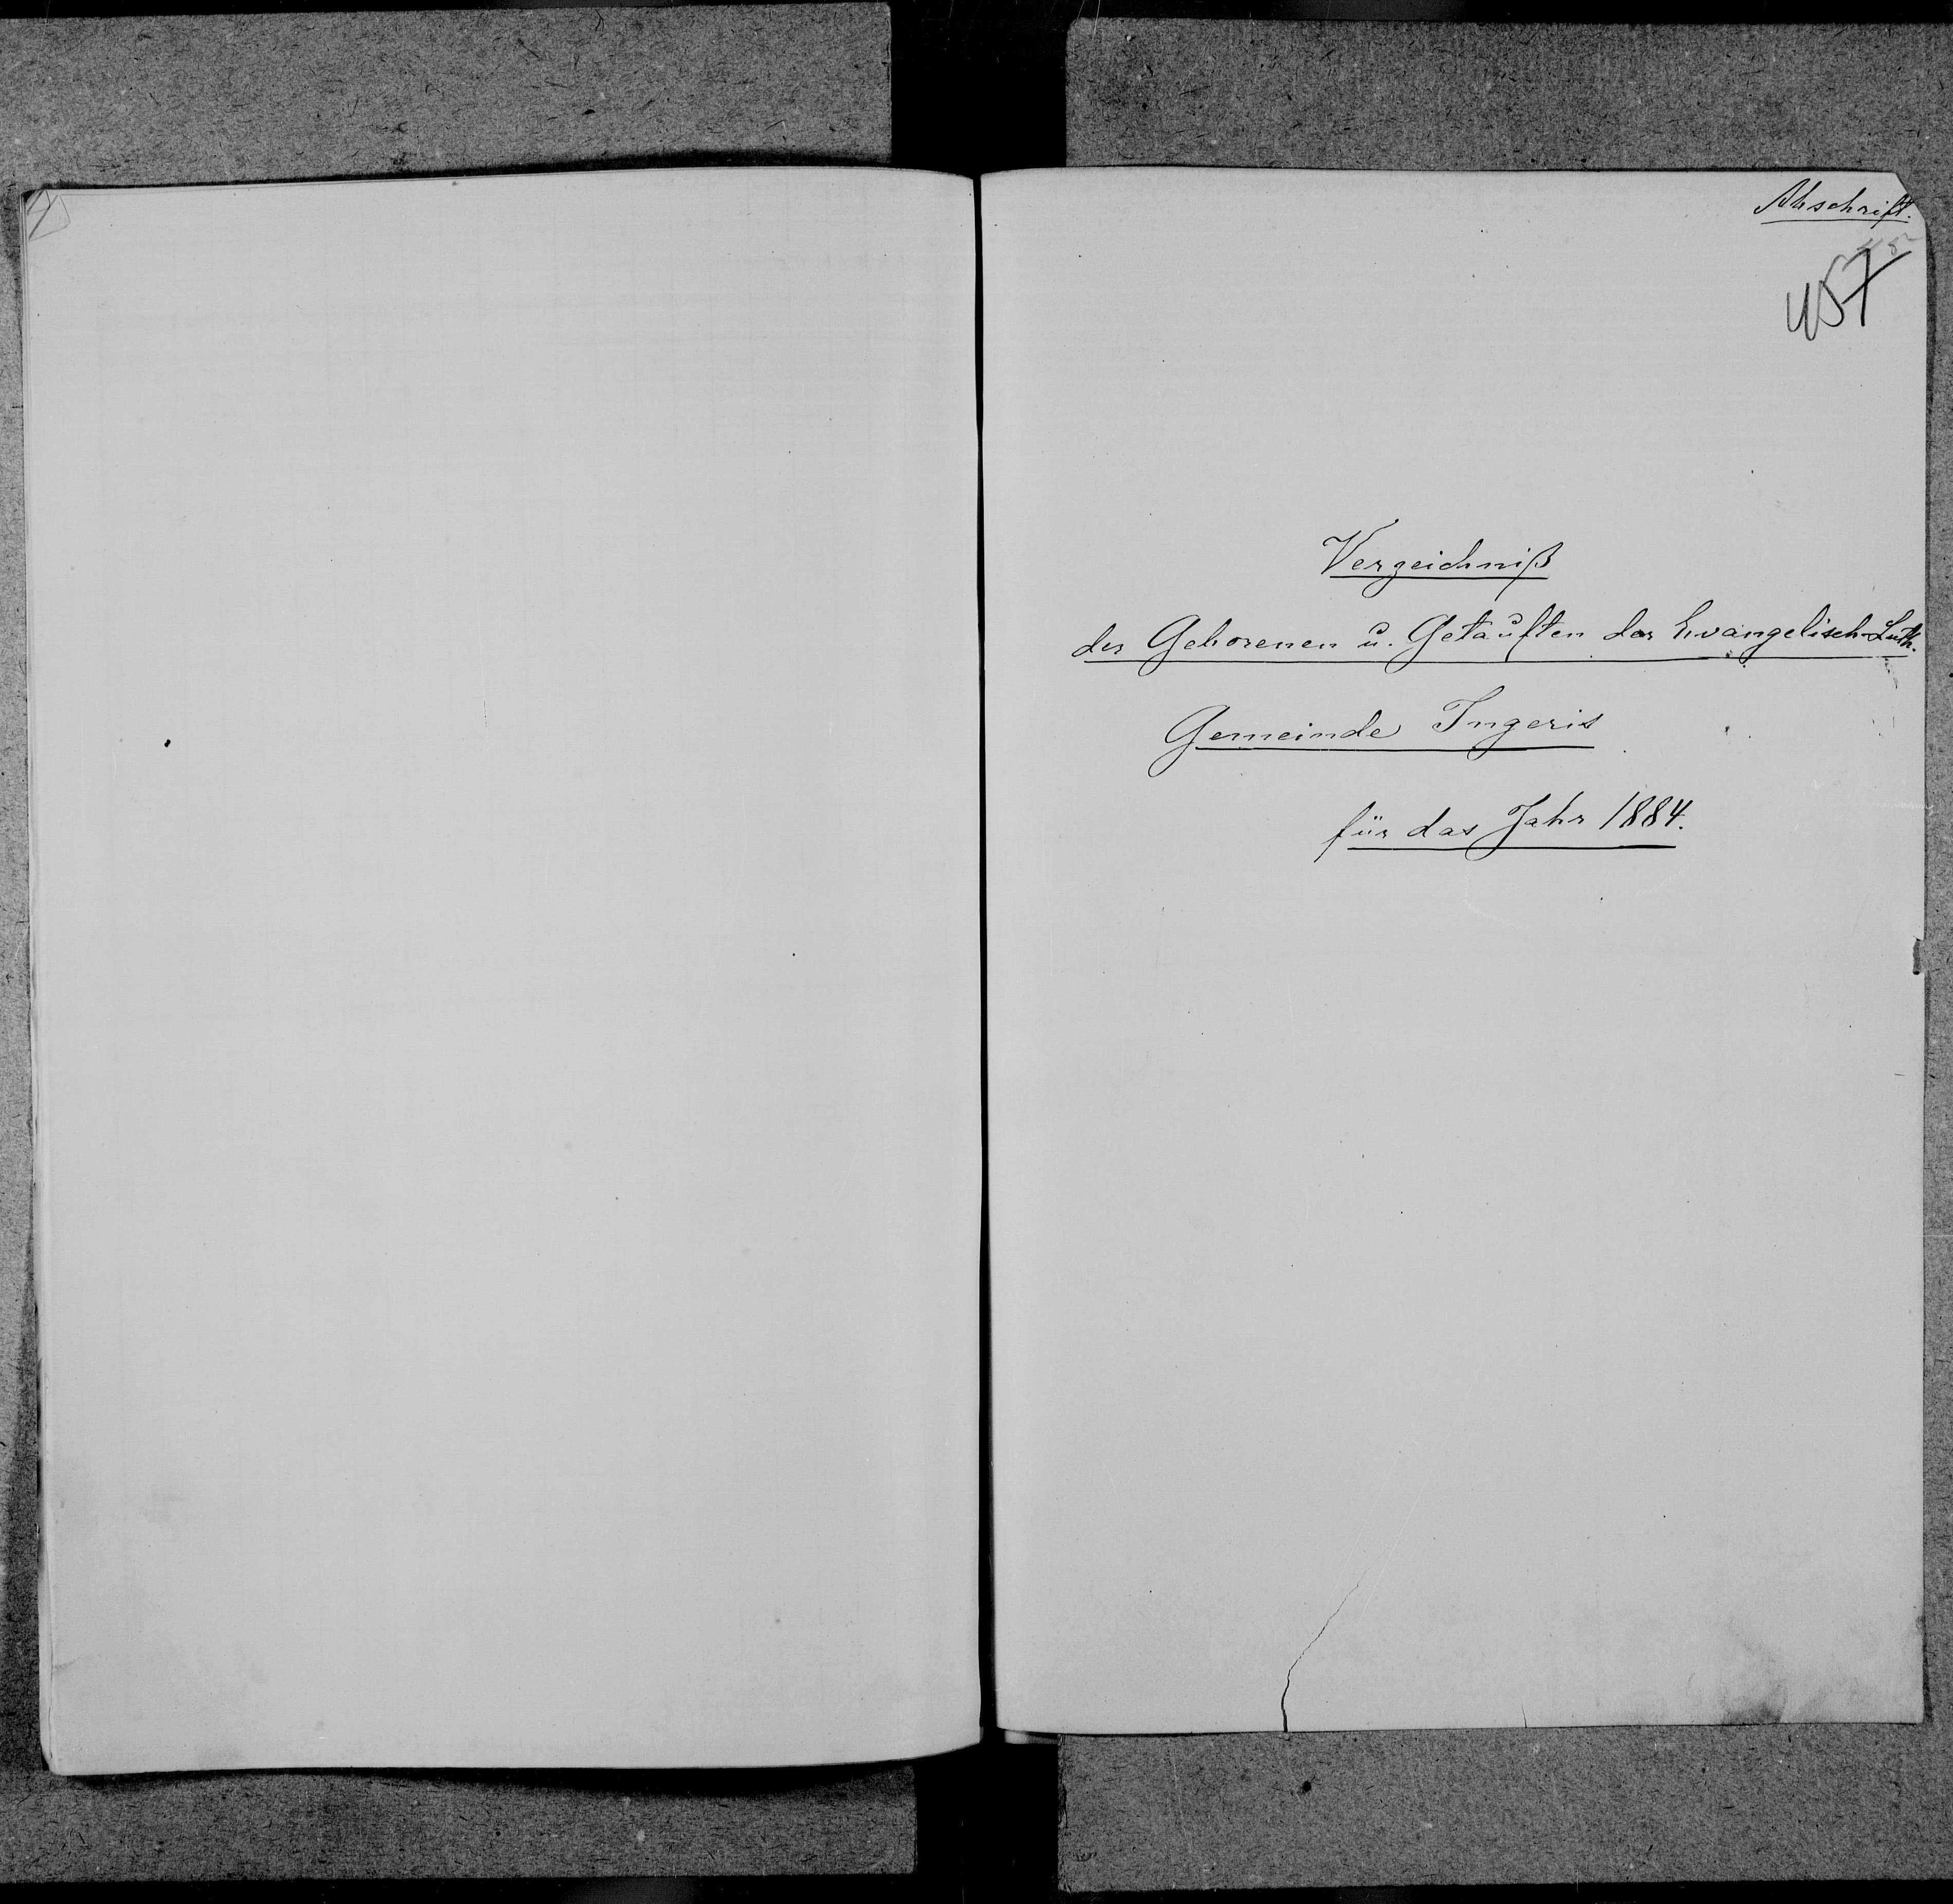 Abschrift.
457
Verzeichniß
der Geborenen u. Getauften der Evangelisch-Luth.
Gemeinde Ingeris
für das Jahr 1884.